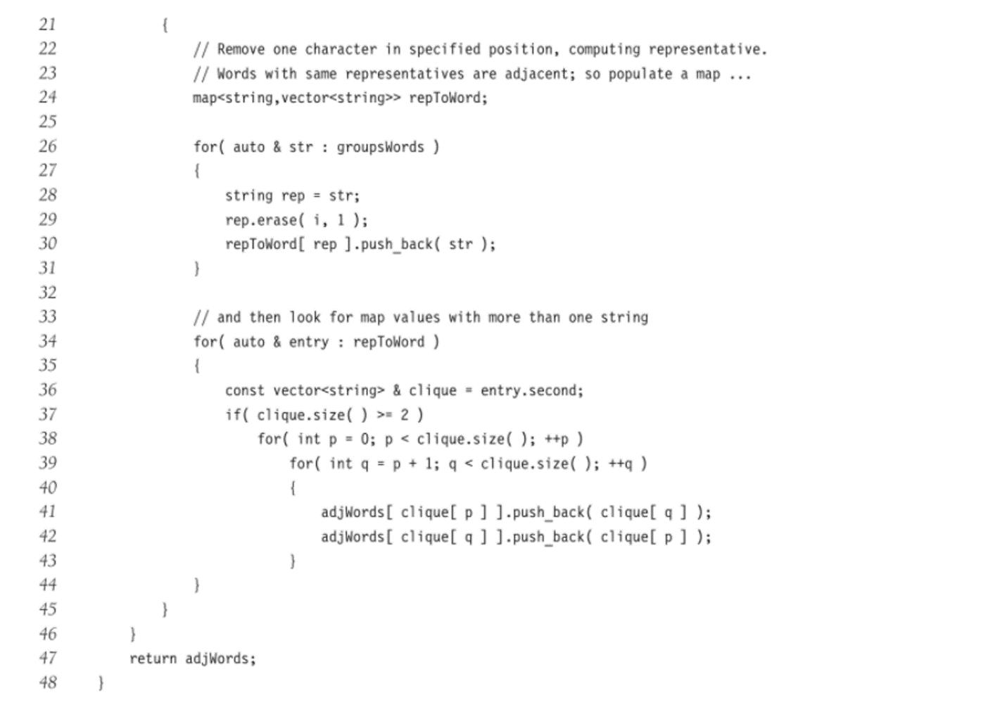 21 {
22 // Remove one character in specified position, computing representative.
23 // Words with same representatives are adjacent; so populate a map ...
24 map<string,vector<string>> repToWord;
25
26 for( auto & str : groupsWords )
27 {
28 string rep = str;
29 rep.erase( i, 1 );
30 repToWord[ rep ].push_back( str );
31 }
32
33 // and then look for map values with more than one string
34 for( auto & entry : repToWord )
35 {
36 const vector<string> & clique = entry.second;
37 if( clique.size( ) >= 2 )
38 for( int p = 0; p < clique.size( ); ++p )
39 for( int q = p + 1; q < clique.size( ); ++q )
40 {
41 adjWords[ clique[ p ] ].push_back( clique[ q ] );
42 adjWords[ clique[ q ] ].push_back( clique[ p ] );
43 }
44 }
45 }
46 }
47 return adjWords;
48 }